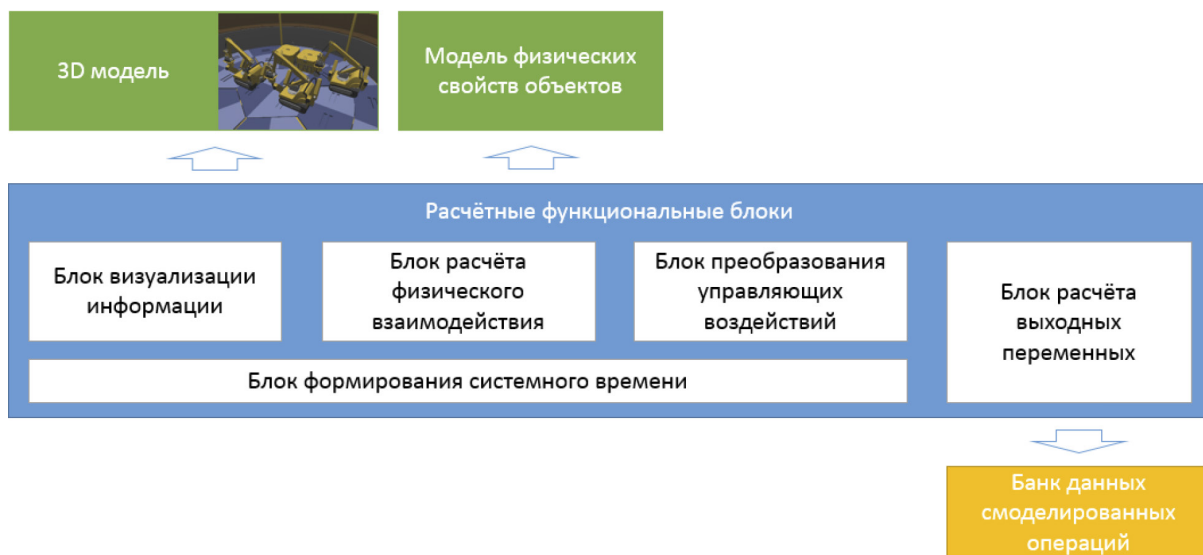 3D модель
Модель физических
свойств объектов
Расчётные функциональные блоки
Блок визуализации
информации
Блок расчёта
физического
взаимодействия
Блок преобразования
управляющих
воздействий
Блок расчёта
выходных
переменных
Блок формирования системного времени
Банк данных
смоделированных
операций